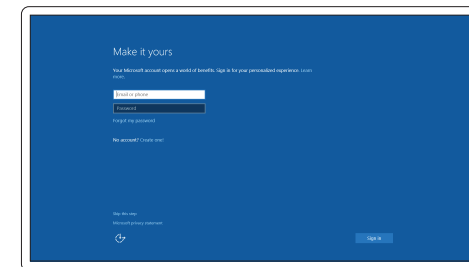 Make it yours
Your Microsoft account opens a world of benefits. Sign in for your personalized experience. Learn
more.
Email or phone
Password
Forgot my password
No account? Create one!
Skip this step
Microsoft privacy statement
Sign in